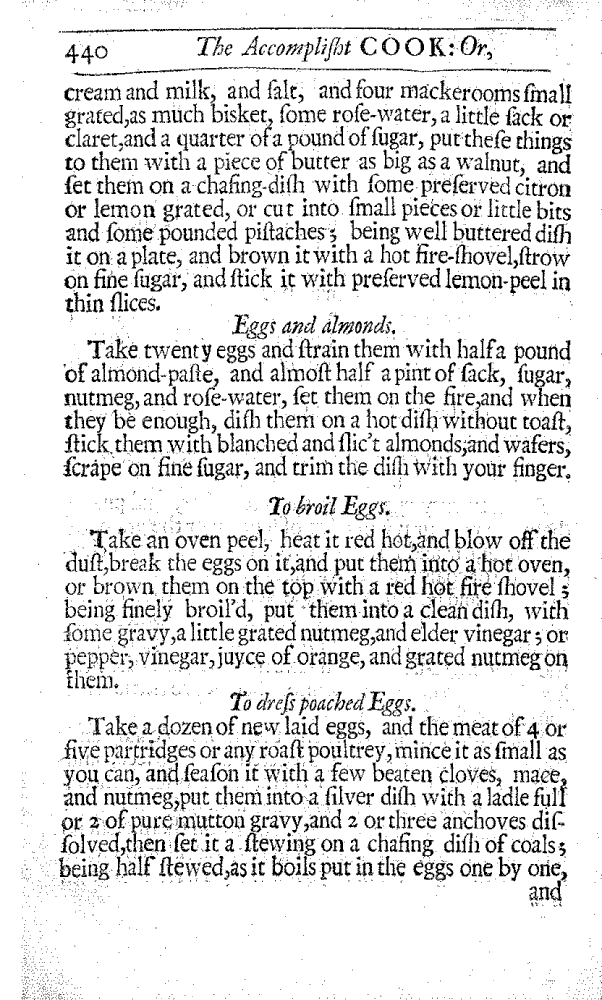 440 The Accompliſht COOK: Or,
cream and milk, and ſalt, and four mackerooms ſmall
grated,as much bisket, ſome roſe-water, a little ſack or
claret,and a quarter of a pound of ſugar, put theſe things
to them with a piece of butter as big as a walnut, and
ſet them on a chafing-diſh with ſome preſerved citron
or lemon grated, or cut into ſmall pieces or little bits
and ſome pounded piſtaches; being well buttered diſh
it on a plate, and brown it with a hot fire-ſhovel,ſtrow
on fine ſugar, and ſtick it with preſerved lemon-peel in
thin ſlices.
Eggs and almonds.
Take twenty eggs and ſtrain them with half a pound
of almond-paſte, and almoſt half a pint of ſack, ſugar,
nutmeg, and roſe-water, ſet them on the fire,and when
they be enough, diſh them on a hot diſh without toaſt,
ſtick them with blanched and ſlic't almonds;and wafers,
ſcrape on fine ſugar, and trim the diſh with your finger.
To broil Eggs.
Take an oven peel, heat it red hot,and blow off the
duſt,break the eggs on it,and put them into a hot oven,
or brown them on the top with a red hot fire ſhovel;
being finely broil'd, put them into a clean diſh, with
ſome gravy,a little grated nutmeg,and elder vinegar; or
pepper, vinegar, juyce of orange, and grated nutmeg on
them.
To dreſs poached Eggs.
Take a dozen of new laid eggs, and the meat of 4 or
five partridges or any roaſt poultrey, mince it as ſmall as
you can, and ſeaſon it with a few beaten cloves, mace,
and nutmeg,put them into a ſilver diſh with a ladle full
or 2 of pure mutton gravy,and 2 or three anchoves diſ-
ſolved,then ſet it a ſtewing on a chafing diſh of coals;
being half ſtewed,as it boils put in the eggs one by one,
and